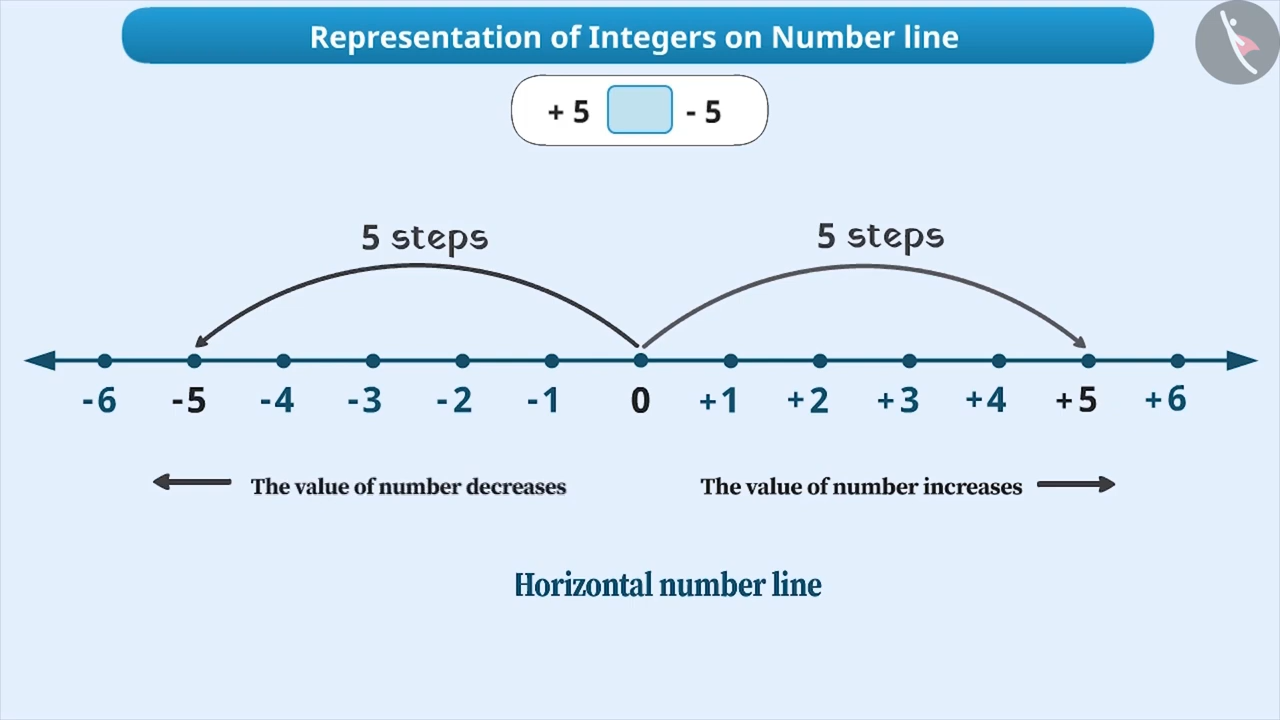 Representation of Integers on Number line
+ 5 - 5
5 steps 5 steps
-6 -5 -4 -3 -2 -1 0 +1 +2 +3 +4 +5 +6
The value of number decreases The value of number increases
Horizontal number line